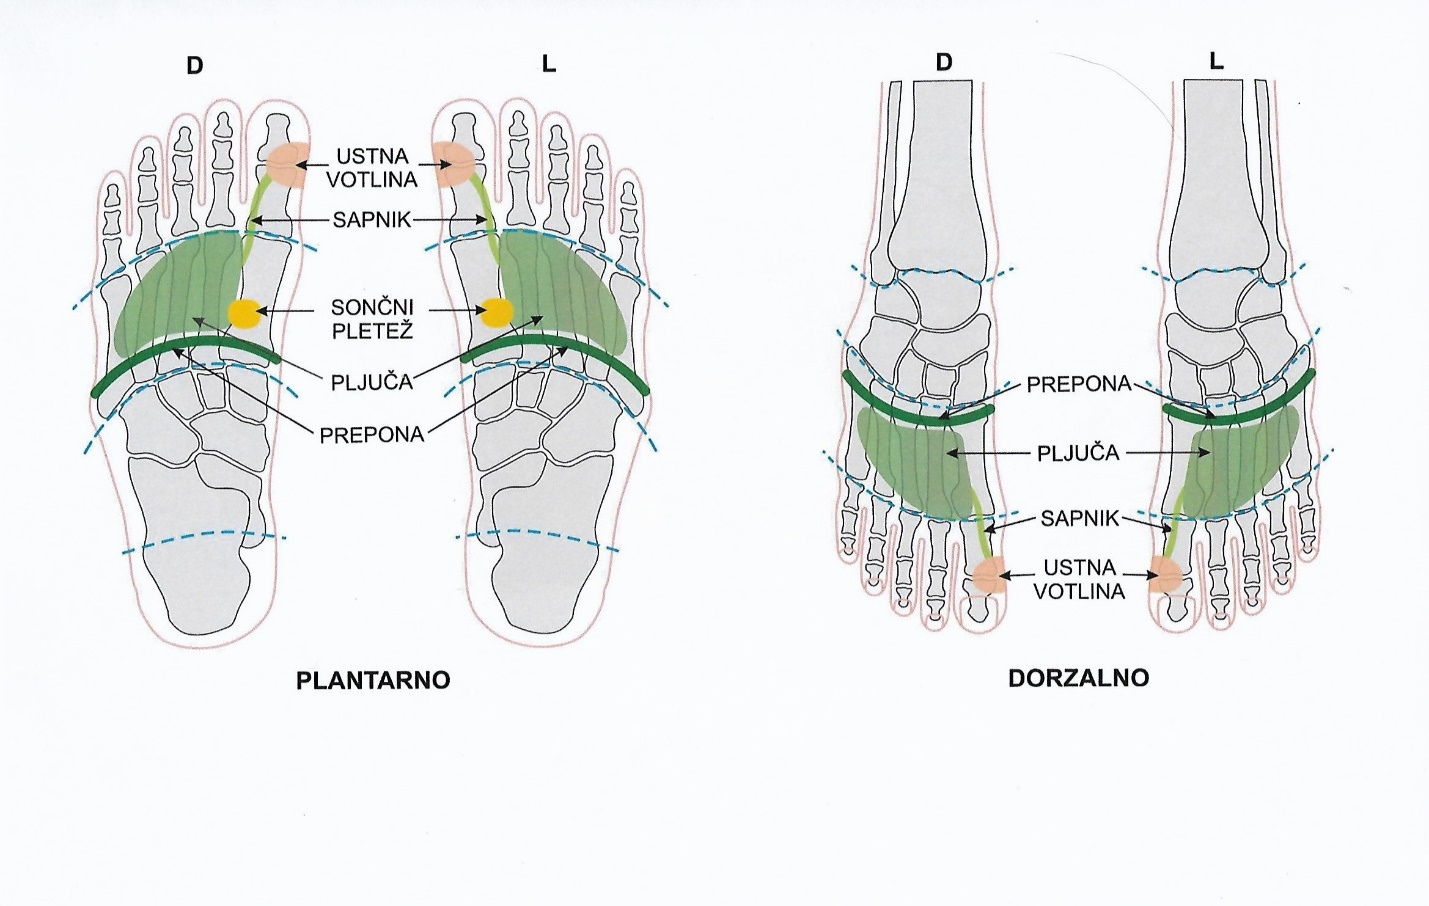 D
L
USTNA
VOTLINA
SAPNIK
SONČNI
PLETEŽ
PLJUČA
PREPONA
PLANTARNO
D
L
PREPONA
PLJUČA
SAPNIK
USTNA
VOTLINA
DORZALNO